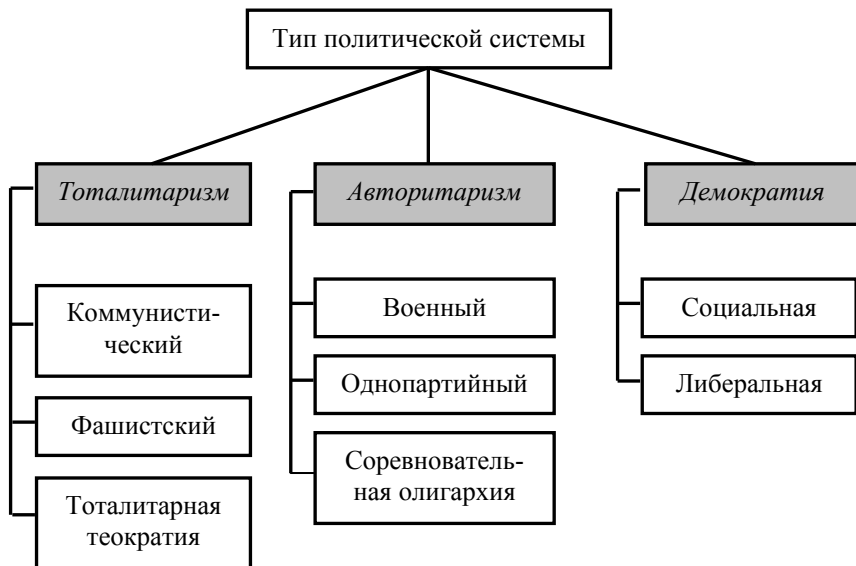 Тип политической системы
Тоталитаризм
Авторитаризм
Демократия
Коммунисти-
ческий
Фашистский
Тоталитарная
теократия
Военный
Однопартийный
Соревнователь-
ная олигархия
Социальная
Либеральная